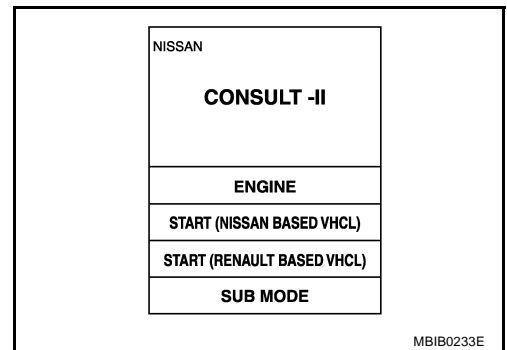 NISSAN
CONSULT -II
ENGINE
START (NISSAN BASED VHCL)
START (RENAULT BASED VHCL)
SUB MODE
MBIB0233E